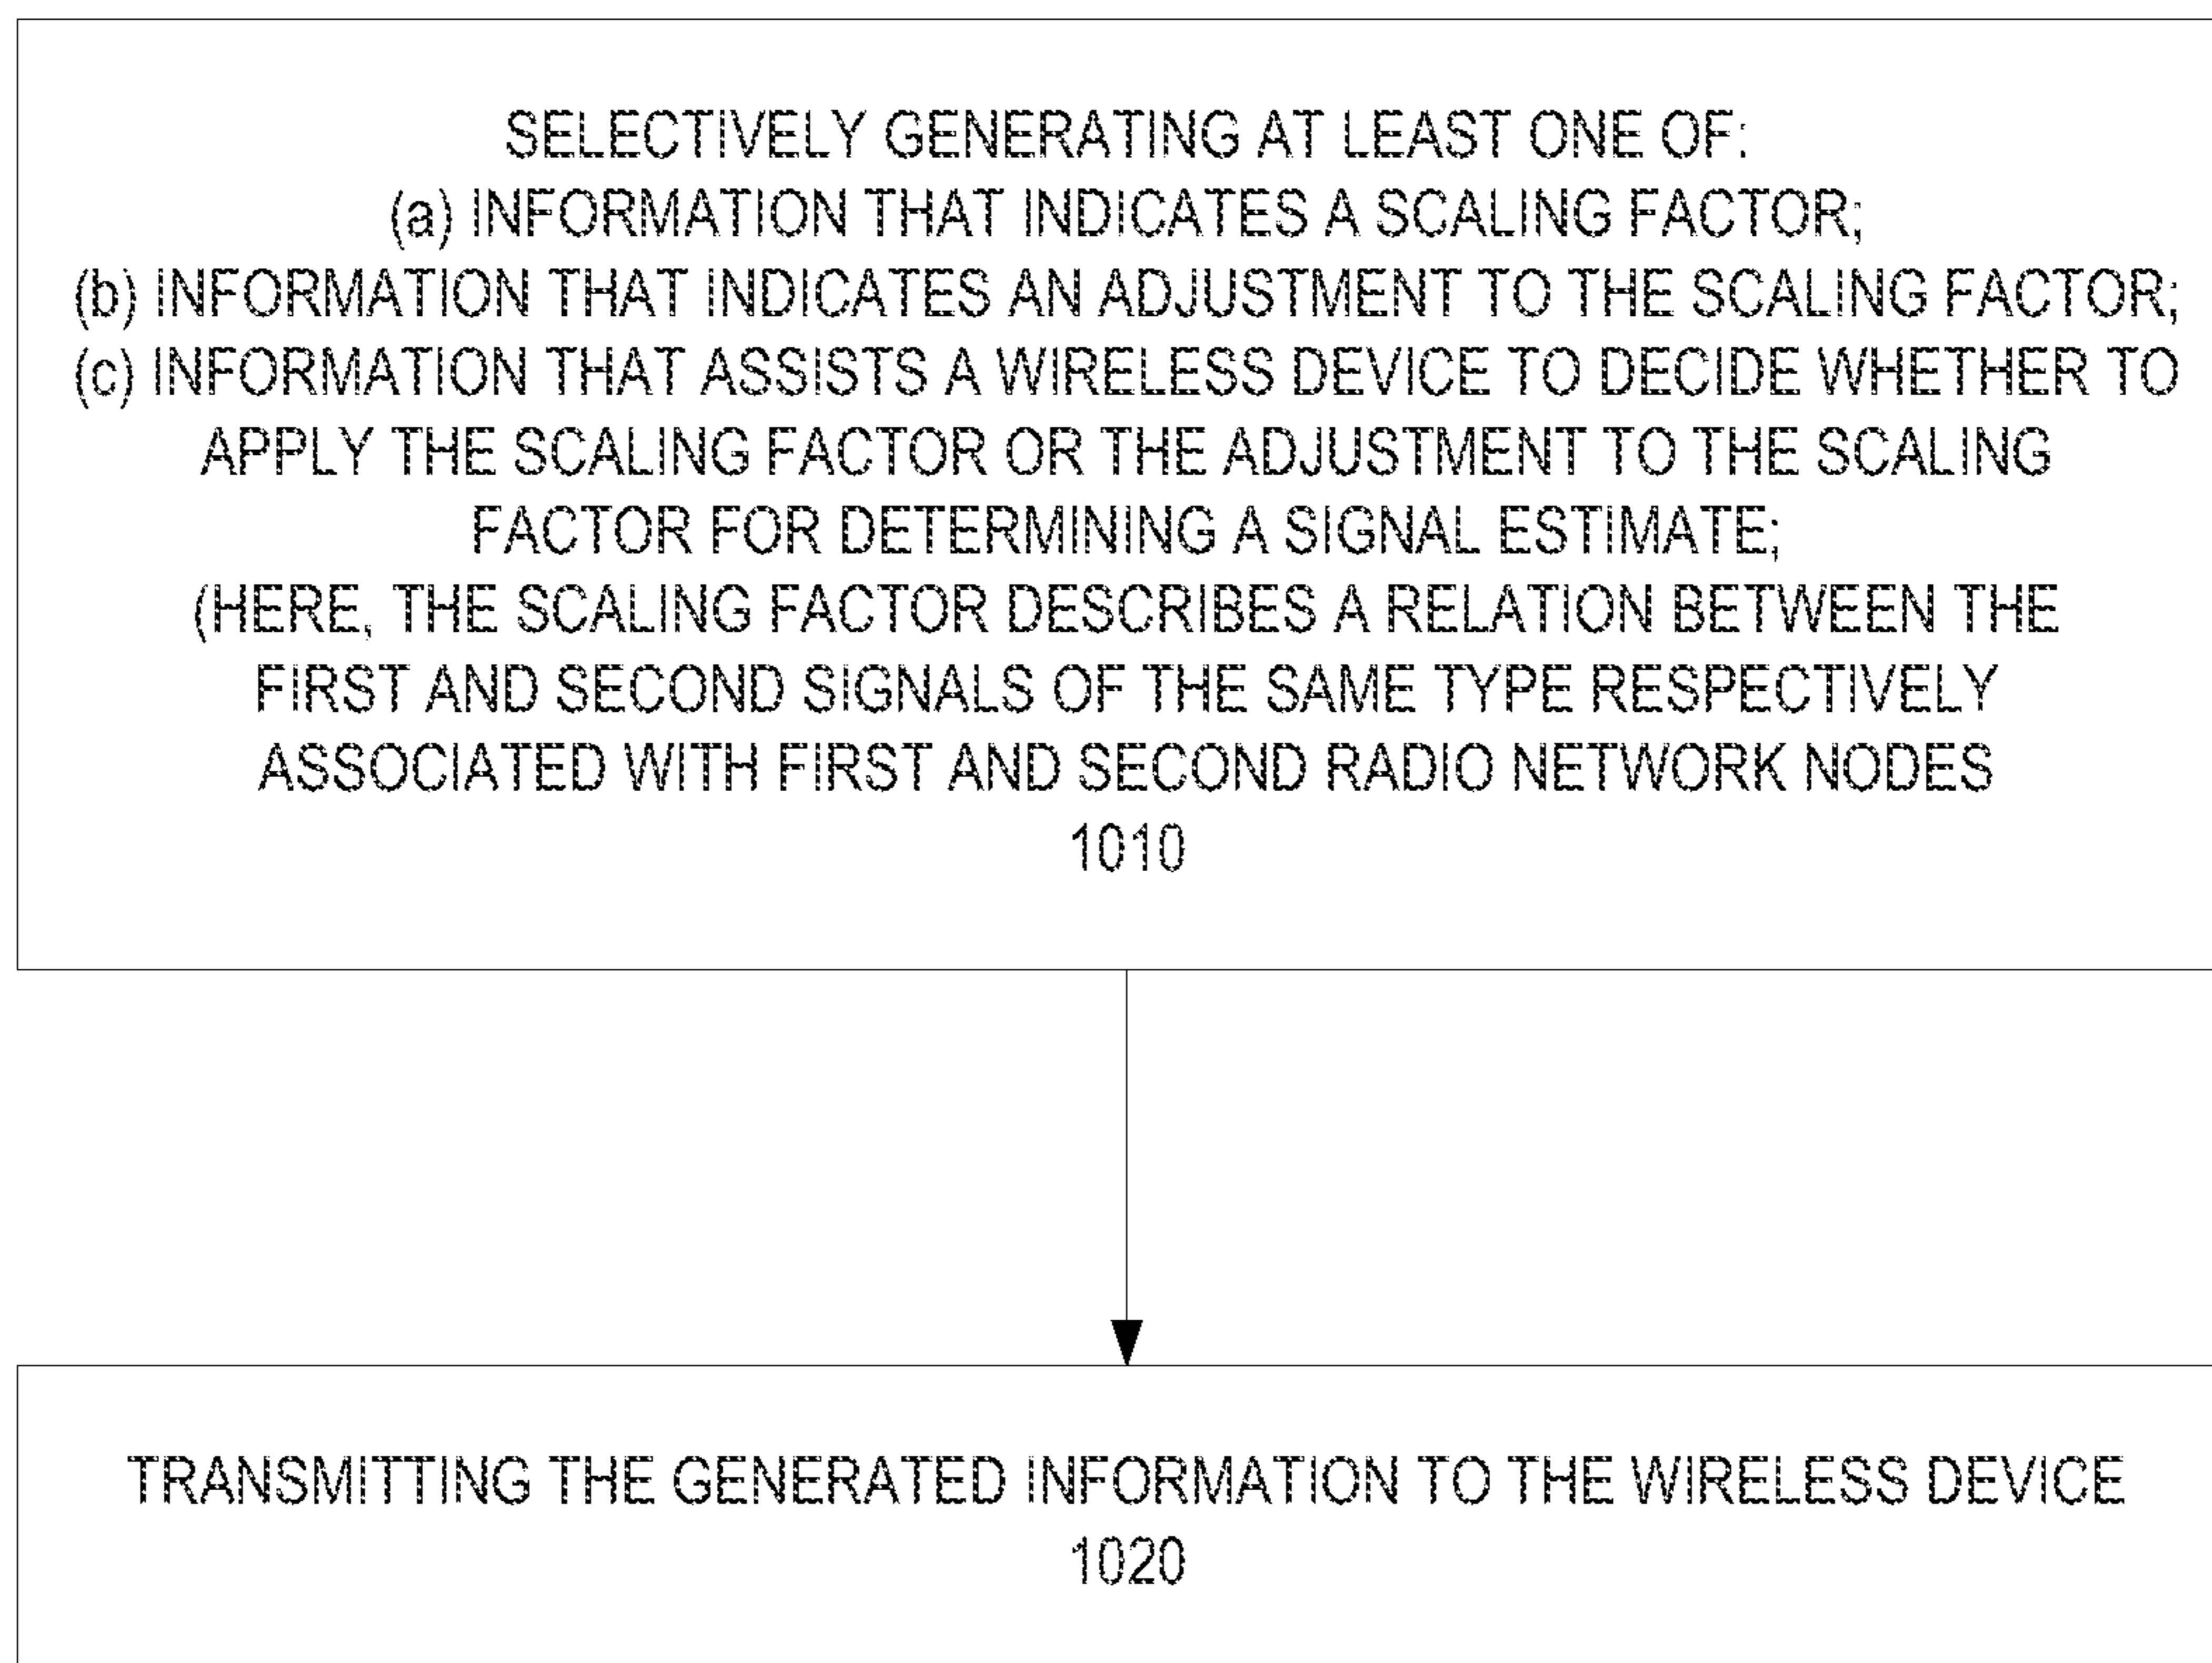 SELECTIVELY GENERATING AT LEAST ONE OF:
(a) INFORMATION THAT INDICATES A SCALING FACTOR;
(b) INFORMATION THAT INDICATES AN ADJUSTMENT TO THE SCALING FACTOR;
(c) INFORMATION THAT ASSISTS A WIRELESS DEVICE TO DECIDE WHETHER TO
APPLY THE SCALING FACTOR OR THE ADJUSTMENT TO THE SCALING
FACTOR FOR DETERMINING A SIGNAL ESTIMATE;
(HERE, THE SCALING FACTOR DESCRIBES A RELATION BETWEEN THE
FIRST AND SECOND SIGNALS OF THE SAME TYPE RESPECTIVELY
ASSOCIATED WITH FIRST AND SECOND RADIO NETWORK NODES
1010
TRANSMITTING THE GENERATED INFORMATION TO THE WIRELESS DEVICE
1020